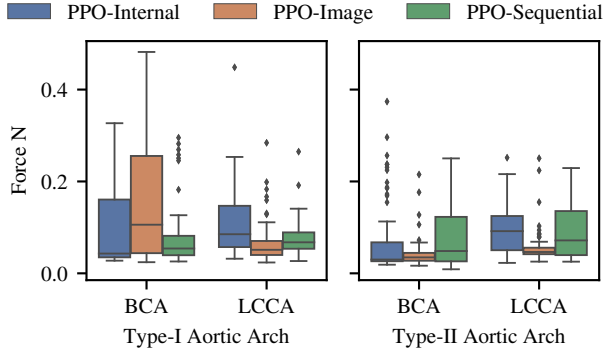 PPO-Internal PPO-Image PPO-Sequential
Force N
0.4
0.2
0.0
BCA LCCA BCA LCCA
Type-I Aortic Arch Type-II Aortic Arch